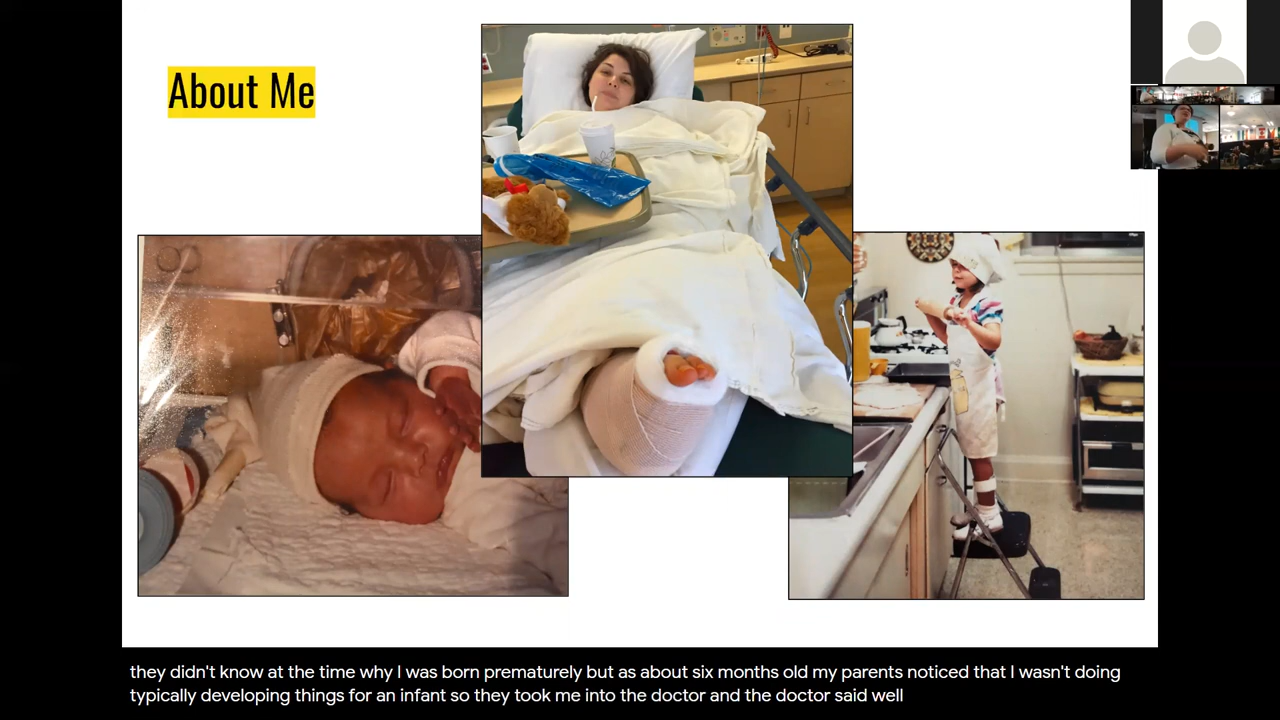 About Me
they didn't know at the time why I was born prematurely but as about six months old my parents noticed that I wasn't doing
typically developing things for an infant so they took me into the doctor and the doctor said well